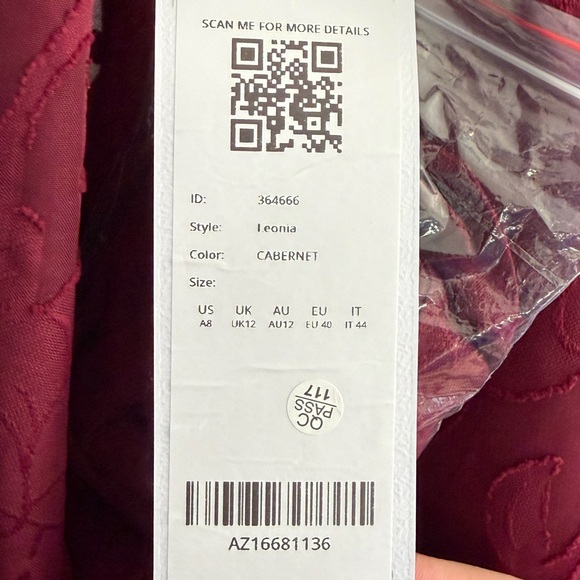 SCAN ME FOR MORE DETAILS
ID: 364666
Style: Leonia
Color: CABERNET
Size:
US UK AU EU IT
A8 UK12 AU12 EU 40 IT 44
QC
PASS
117
AZ16681136